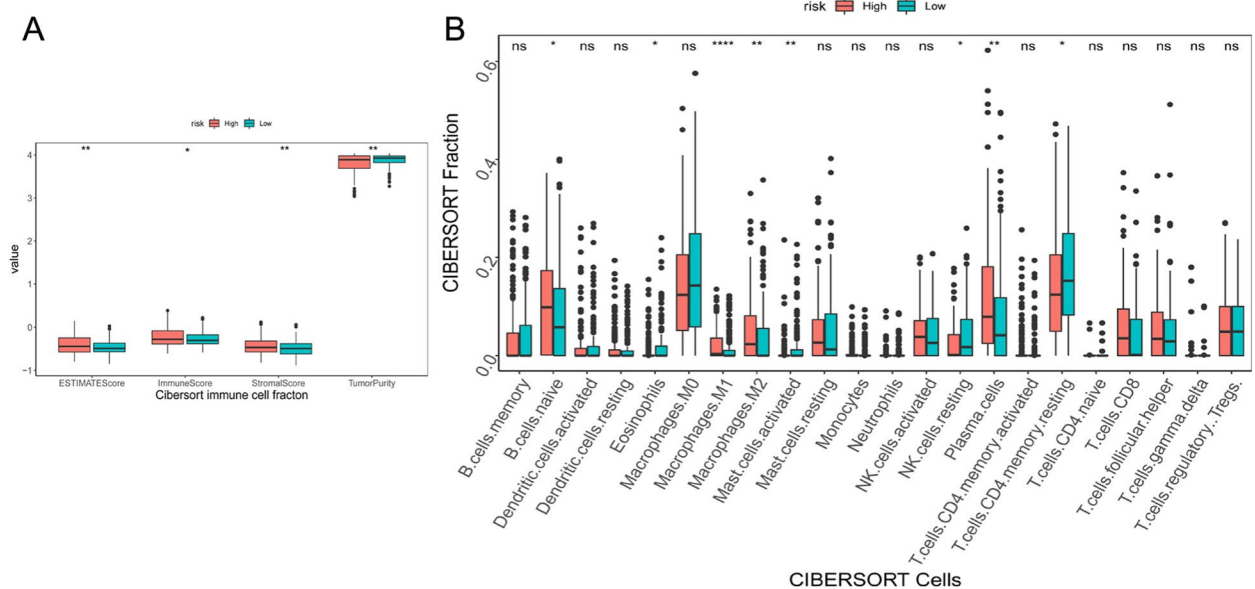 A
risk High Low
** * ** **
4
3
2
1
0
−1
value
ESTIMATEScore ImmuneScore StromalScore TumorPurity
Cibersort immune cell fracton
B
risk High Low
ns * ns ns * ns **** ** ** ns ns ns ns * ** ns * ns ns ns ns ns
0.6
0.4
0.2
0.0
CIBERSORT Fraction
B.cells.memory
B.cells.naive
Dendritic.cells.activated
Dendritic.cells.resting
Eosinophils
Macrophages.M0
Macrophages.M1
Macrophages.M2
Mast.cells.activated
Mast.cells.resting
Monocytes
Neutrophils
NK.cells.activated
NK.cells.resting
Plasma.cells
T.cells.CD4.memory.activated
T.cells.CD4.memory.resting
T.cells.CD4.naive
T.cells.CD8
T.cells.follicular.helper
T.cells.gamma.delta
T.cells.regulatory..Tregs.
CIBERSORT Cells